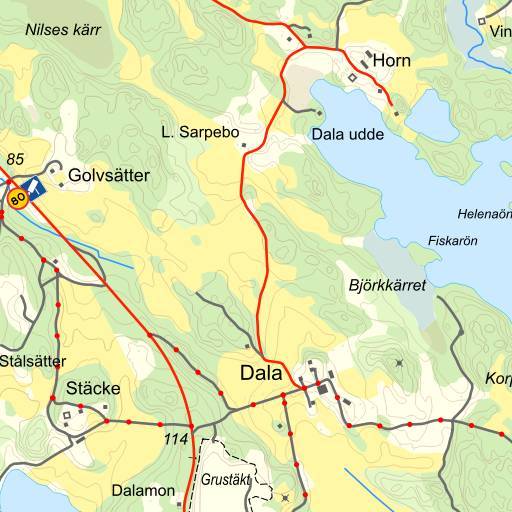 Nilses kärr
Vin
Horn
L. Sarpebo
Dala udde
85
Golvsätter
80
Helenaön
Fiskarön
Björkkärret
Stålsätter
Dala
Korp
Stäcke
114
Grustäkt
Dalamon